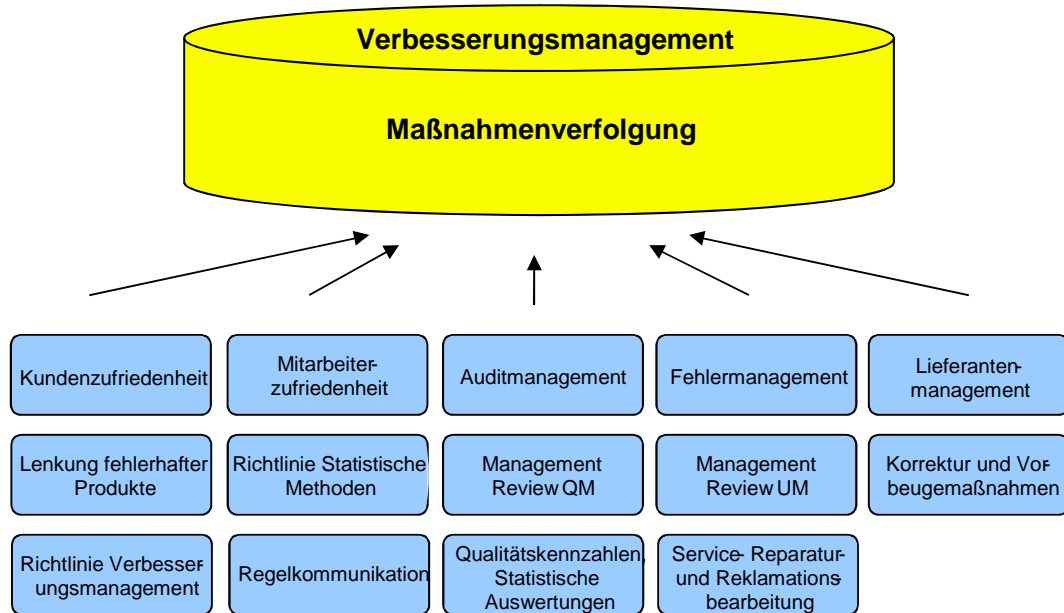 Verbesserungsmanagement
Maßnahmenverfolgung
Kundenzufriedenheit
Mitarbeiter-
zufriedenheit
Auditmanagement
Fehlermanagement
Lieferanten-
management
Lenkung fehlerhafter
Produkte
Richtlinie Statistische
Methoden
Management
Review QM
Management
Review UM
Korrektur und Vor-
beugemaßnahmen
Richtlinie Verbesser-
ungsmanagement
Regelkommunikation
Qualitätskennzahlen,
Statistische
Auswertungen
Service- Reparatur-
und Reklamations-
bearbeitung